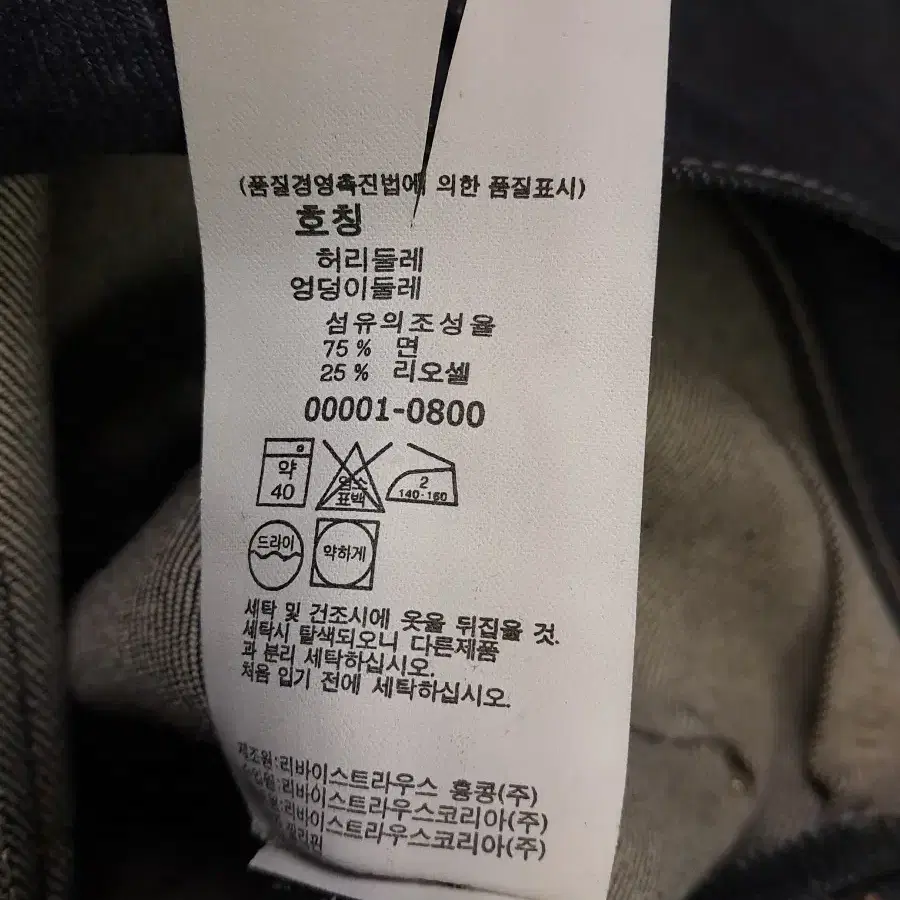 (품질경영촉진법에 의한 품질표시)
호칭
허리둘레
엉덩이둘레
섬유의조성율
75 % 면
25 % 리오셀
00001-0800
약
40
염소
표백
2
140-160
드라이
약하게
세탁 및 건조시에 옷을 뒤집을 것.
세탁시 탈색되오니 다른제품
과 분리 세탁하십시오.
처음 입기 전에 세탁하십시오.
제조원:리바이스트라우스 홍콩(주)
:리바이스트라우스코리아(주)
:리바이스트라우스코리아(주)
필리핀